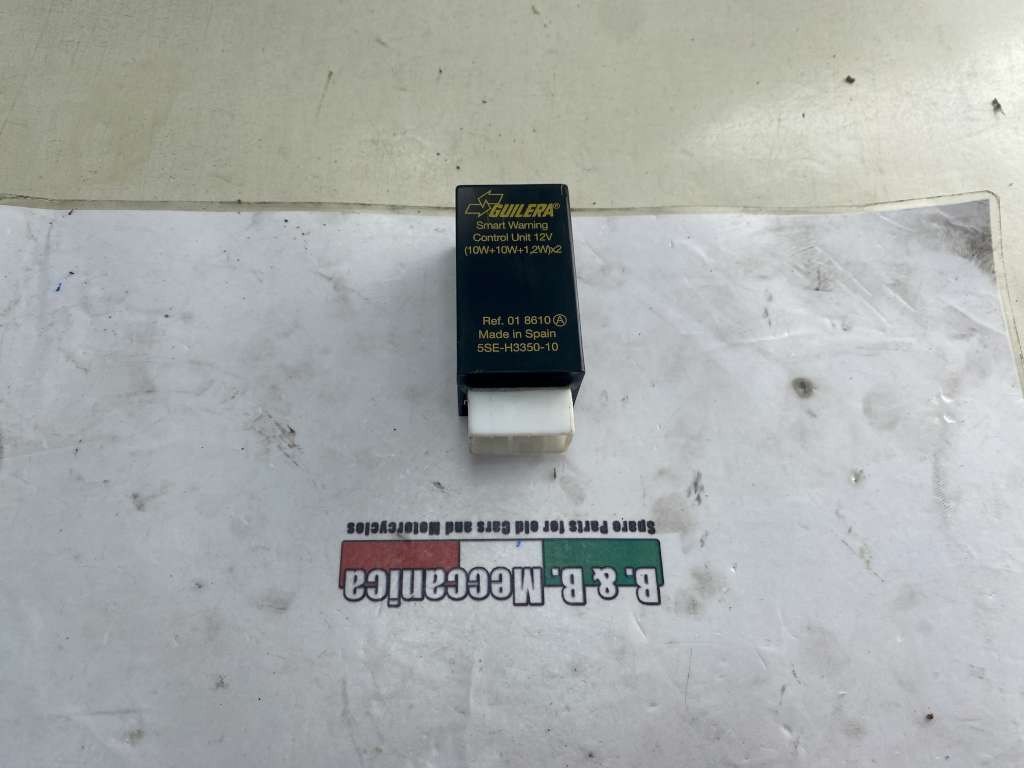 GUILERA®
Smart Warning
Control Unit 12V
(10W+10W+1,2W)x2
Ref. 01 8610 Ⓐ
Made in Spain
5SE-H3350-10
B.&B. Meccanica
Spare Parts for old Cars and Motorcycles